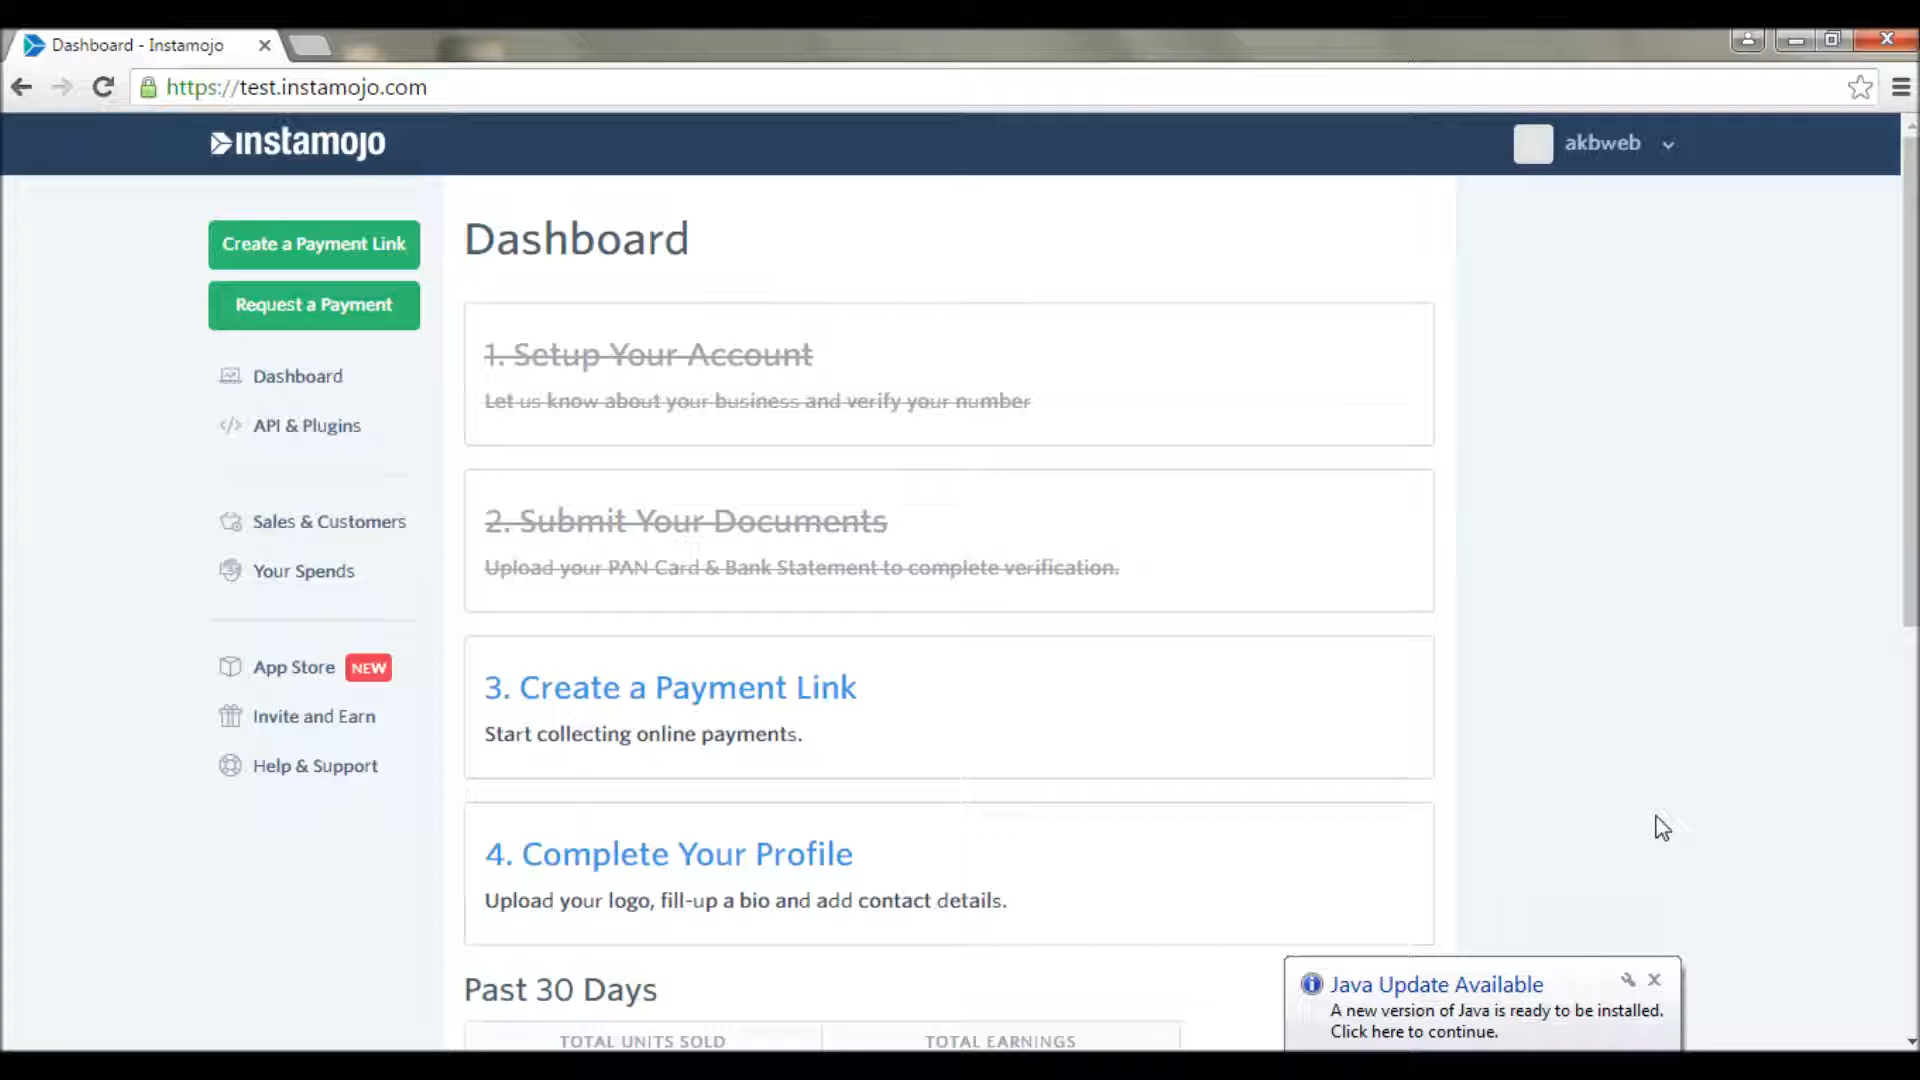 Dashboard - Instamojo
https://test.instamojo.com
instamojo
akbweb
Create a Payment Link
Request a Payment
Dashboard
API & Plugins
Sales & Customers
Your Spends
App Store NEW
Invite and Earn
Help & Support
Dashboard
1. Setup Your Account
Let us know about your business and verify your number
2. Submit Your Documents
Upload your PAN Card & Bank Statement to complete verification.
3. Create a Payment Link
Start collecting online payments.
4. Complete Your Profile
Upload your logo, fill-up a bio and add contact details.
Past 30 Days
TOTAL UNITS SOLD
TOTAL EARNINGS
Java Update Available
A new version of Java is ready to be installed.
Click here to continue.